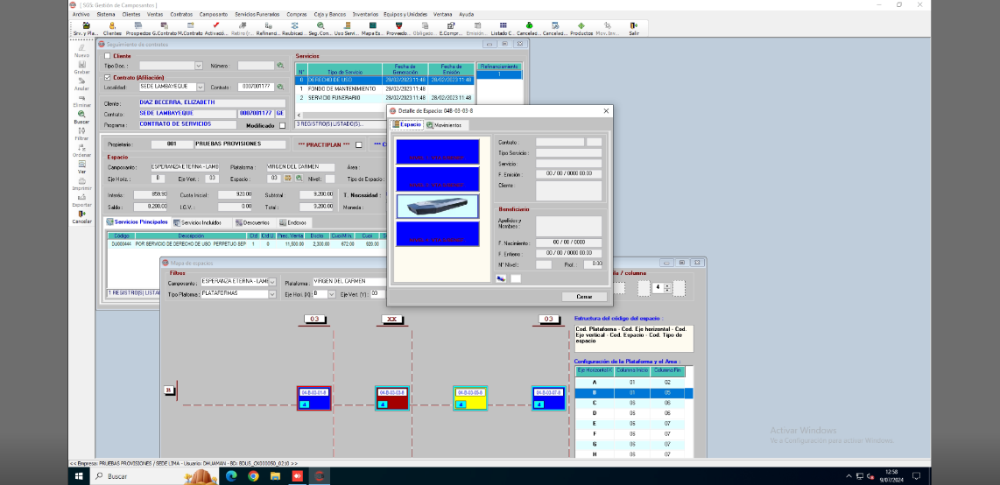 [ SG5: Gestión de Camposantos ]
Archivo Sistema Clientes Ventas Contratos Camposanto Servicios Funerarios Compras Caja y Bancos Inventarios Equipos y Unidades Ventana Ayuda
Srv. y Pla... Clientes Prospectos G.Contrato M.Contrato Activació... Retiro (r... Refinanc... Reubicac... Seg. Con... Uso Servi... Mapa Es... Proveedo... Obligato... E.Compr... Emisión... Listado C... Cancelac... Cancelac... Productos Mov. Inv... Salir
Nuevo
Grabar
Anular
Eliminar
Buscar
Filtrar
Ordenar
Ver
Imprimir
Exportar
Cancelar
Seguimiento de contratos
Cliente
Tipo Doc. : Número :
Contrato (Afiliación)
Localidad: SEDE LAMBAYEQUE Contrato : 0007001177
Cliente : DIAZ BECERRA, ELIZABETH
Contrato : SEDE LAMBAYEQUE 0007001177 GE
Programa : CONTRATO DE SERVICIOS Modificado
Servicios
N° Tipo de Servicio Fecha de Generación Fecha de Emisión Refinanciamiento
0 DERECHO DE USO 28/02/2023 11:48 28/02/2023 11:48 1
1 FONDO DE MANTENIMIENTO 28/02/2023 11:48
2 SERVICIO FUNERARIO 28/02/2023 11:48 28/02/2023 11:48
3 REGISTRO(S) LISTADO(S)...
Propietario : 001 PRUEBAS PROVISIONES *** PRACTIPLAN *** *** C
Espacio
Camposanto : ESPERANZA ETERNA - LAMB Plataforma : VIRGEN DEL CARMEN Área :
Eje Horiz. : B Eje Vert. : 03 Espacio : 03 Nivel : Tipo de Espacio :
Interés : 859.90 Cuota Inicial : 920.00 Subtotal : 9,200.00 T. Necesidad :
Saldo : 8,280.00 I.G.V. : 0.00 Total : 9,200.00 Moneda :
Servicios Principales Servicios Incluidos Descuentos Endosos
Código Descripción Ctd Ctd U. Prec. Venta Dscto Cuoi Mín. Cuoi
DU000444 POR SERVICIO DE DERECHO DE USO PERPETUO SEP 1 0 11,500.00 2,300.00 672.00 920.00
1 REGISTRO(S) LISTA
Detalle de Espacio: 04B-03-03-8
Espacio Movimientos
Contrato :
Tipo Servicio :
Servicio :
F. Emisión : 00 / 00 / 0000 00:00
Cliente :
Beneficiario
Apellidos y Nombres :
F. Nacimiento : 00 / 00 / 0000
F. Entierro : 00 / 00 / 0000 00:00
N° Nivel : Prof. : 0.00
Cerrar
Mapa de espacios
Filtros
Camposanto : ESPERANZA ETERNA - LAMB Plataforma : VIRGEN DEL CARMEN
Tipo Plaforma : PLATAFORMAS Eje Hori. (X) : B Eje Vert. (Y) : 03
ila / columna
4
03 XX 03
B
04-B-03-01-8 04-B-03-03-8 04-B-03-05-8 04-B-03-07-8
4 4 4 4
Estructura del código del espacio :
Cod. Plataforma - Cod. Eje horizontal - Cod.
Eje vertical - Cod. Espacio - Cod. Tipo de
espacio
Configuración de la Plataforma y el Area :
Eje Horizontal X Columna Inicio Columna Fin
A 01 02
B 01 05
C 06 06
D 06 06
E 06 07
F 06 07
G 06 07
H 06 07
Activar Windows
Ve a Configuración para activar Windows.
<< Empresa: PRUEBAS PROVISIONES / SEDE LIMA - Usuario: DHUAMAN - BD: BDUS_CX000050_0210 >>
Buscar
12:58
9/07/2024